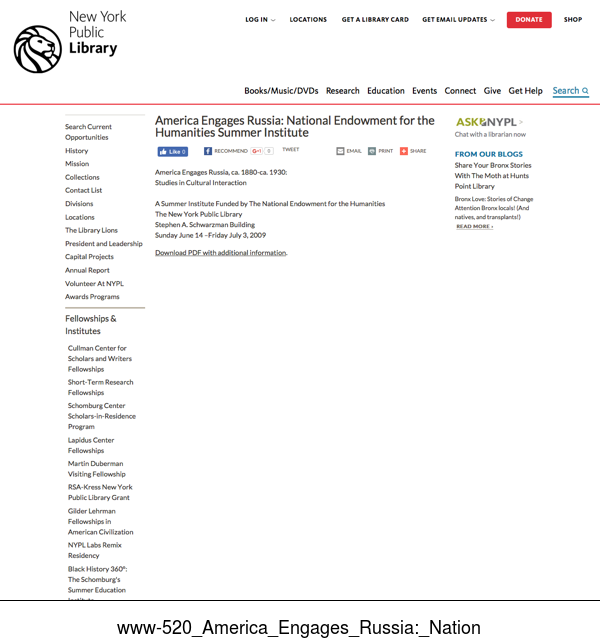 New York
Public
Library
LOG IN
LOCATIONS
GET A LIBRARY CARD
GET EMAIL UPDATES
DONATE
SHOP
Books/Music/DVDs
Research
Education
Events
Connect
Give
Get Help
Search
Search Current
Opportunities
History
Mission
Collections
Contact List
Divisions
Locations
The Library Lions
President and Leadership
Capital Projects
Annual Report
Volunteer At NYPL
Awards Programs
Fellowships &
Institutes
Cullman Center for
Scholars and Writers
Fellowships
Short-Term Research
Fellowships
Schomburg Center
Scholars-in-Residence
Program
Lapidus Center
Fellowships
Martin Duberman
Visiting Fellowship
RSA-Kress New York
Public Library Grant
Gilder Lehrman
Fellowships in
American Civilization
NYPL Labs Remix
Residency
Black History 360°:
The Schomburg's
Summer Education
Institute
America Engages Russia: National Endowment for the
Humanities Summer Institute
Like 0
RECOMMEND
G+1 0
TWEET
EMAIL
PRINT
SHARE
America Engages Russia, ca. 1880-ca. 1930:
Studies in Cultural Interaction
A Summer Institute Funded by The National Endowment for the Humanities
The New York Public Library
Stephen A. Schwarzman Building
Sunday June 14 –Friday July 3, 2009
Download PDF with additional information.
ASK NYPL >
Chat with a librarian now
FROM OUR BLOGS
Share Your Bronx Stories
With The Moth at Hunts
Point Library
Bronx Love: Stories of Change
Attention Bronx locals! (And
natives, and transplants!)
READ MORE ›
www-520_America_Engages_Russia:_Nation